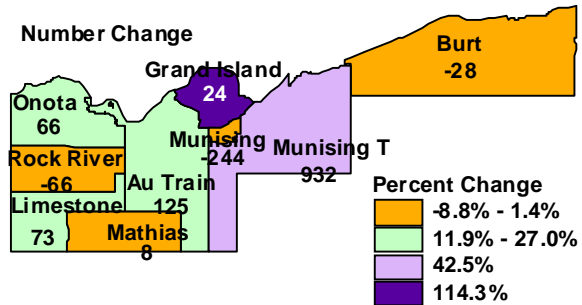 Number Change
Burt
-28
Grand Island
24
Onota
66
Munising
-244
Munising T
932
Rock River
-66
Au Train
125
Limestone
73
Mathias
8
Percent Change
-8.8% - 1.4%
11.9% - 27.0%
42.5%
114.3%